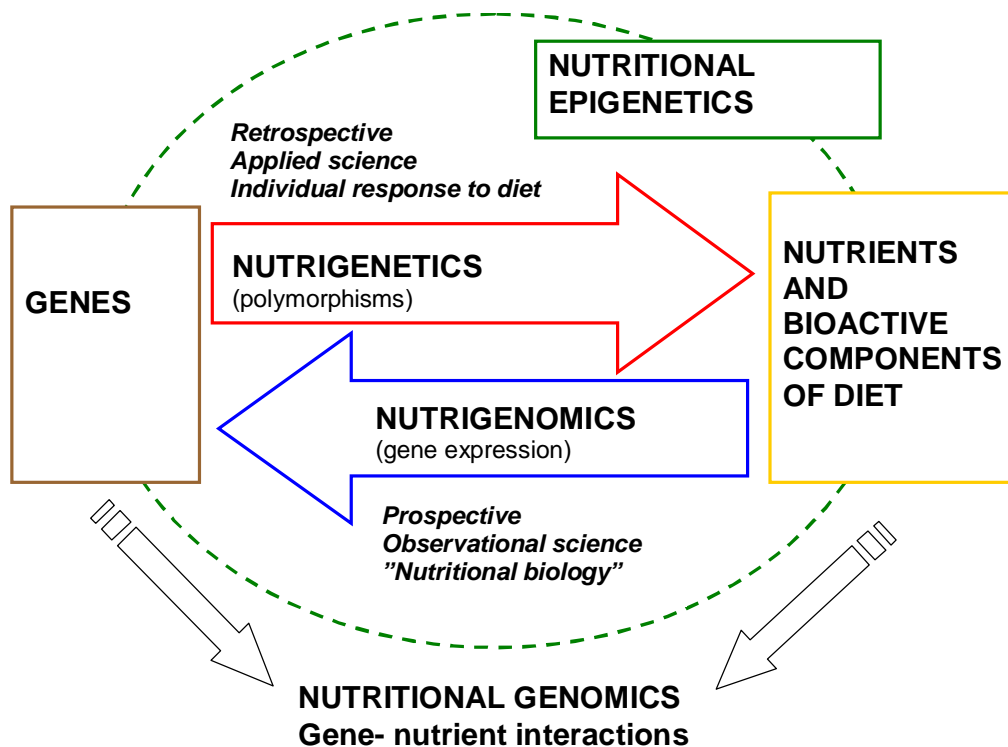 NUTRITIONAL
EPIGENETICS
Retrospective
Applied science
Individual response to diet
GENES
NUTRIGENETICS
(polymorphisms)
NUTRIENTS
AND
BIOACTIVE
COMPONENTS
OF DIET
NUTRIGENOMICS
(gene expression)
Prospective
Observational science
”Nutritional biology”
NUTRITIONAL GENOMICS
Gene- nutrient interactions